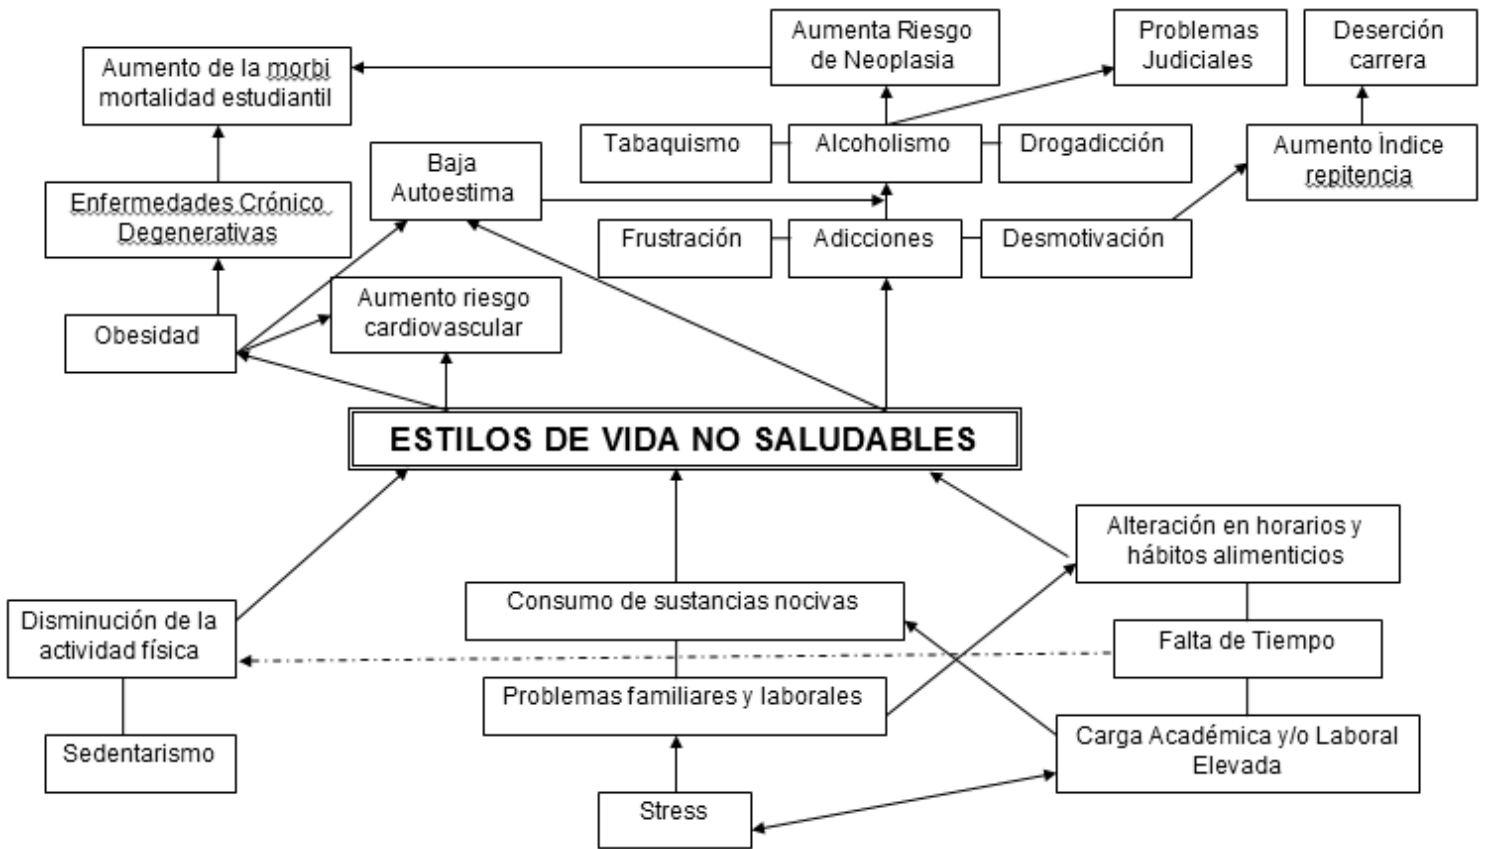 Aumenta Riesgo
de Neoplasia
Problemas
Judiciales
Deserción
carrera
Aumento de la morbi
mortalidad estudiantil
Tabaquismo
Alcoholismo
Drogadicción
Aumento Índice
repitencia
Baja
Autoestima
Enfermedades Crónico
Degenerativas
Frustración
Adicciones
Desmotivación
Aumento riesgo
cardiovascular
Obesidad
ESTILOS DE VIDA NO SALUDABLES
Alteración en horarios y
hábitos alimenticios
Consumo de sustancias nocivas
Disminución de la
actividad física
Falta de Tiempo
Problemas familiares y laborales
Carga Académica y/o Laboral
Elevada
Sedentarismo
Stress